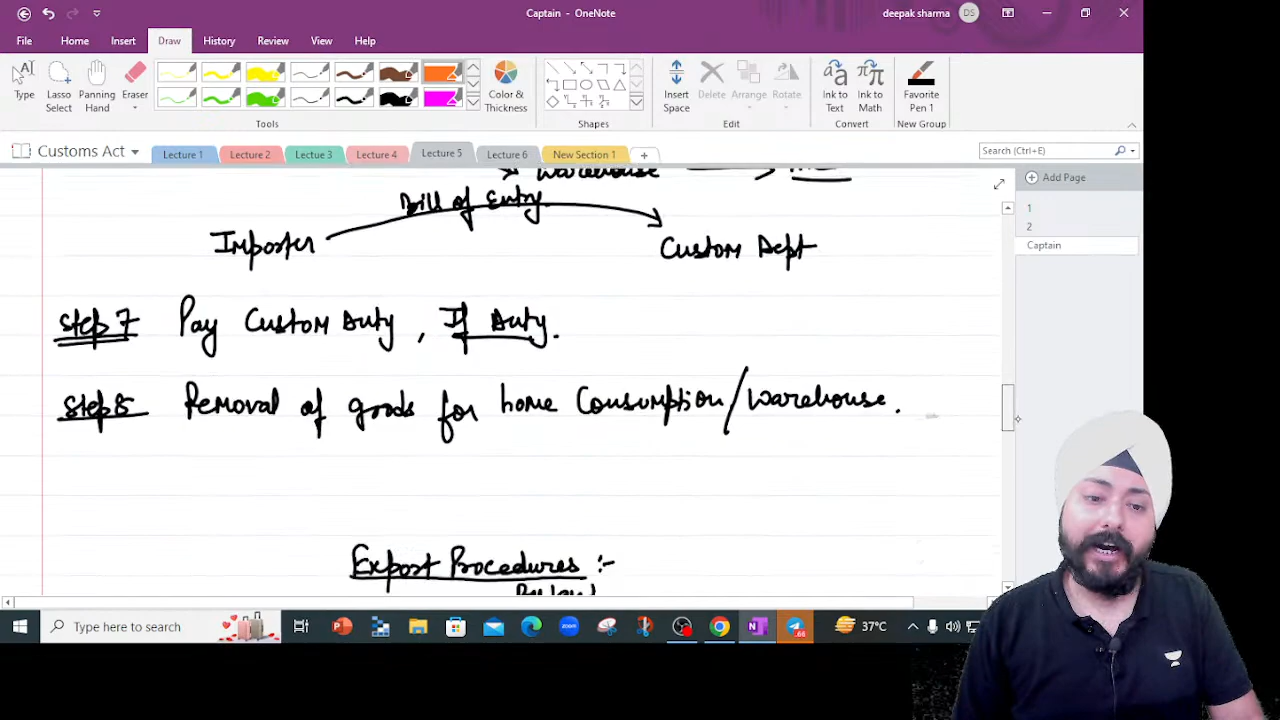 Captain - OneNote
deepak sharma DS
File Home Insert Draw History Review View Help
Type Lasso Select Panning Hand Eraser Color & Thickness Insert Space Delete Arrange Rotate Ink to Text Ink to Math Favorite Pen 1
Tools Shapes Edit Convert New Group
Customs Act Lecture 1 Lecture 2 Lectue 3 Lecture 4 Lecture 5 Lecture 6 New Section 1 + Search (Ctrl+E)
Add Page
1
2
Captain
Warehouse
Bill of Entry
Importer Custom Dept
Step 7 Pay Custom Duty, If Duty.
Step 8 Removal of goods for home Consumption/Warehouse.
Export Procedures :-
Type here to search 66 37°C